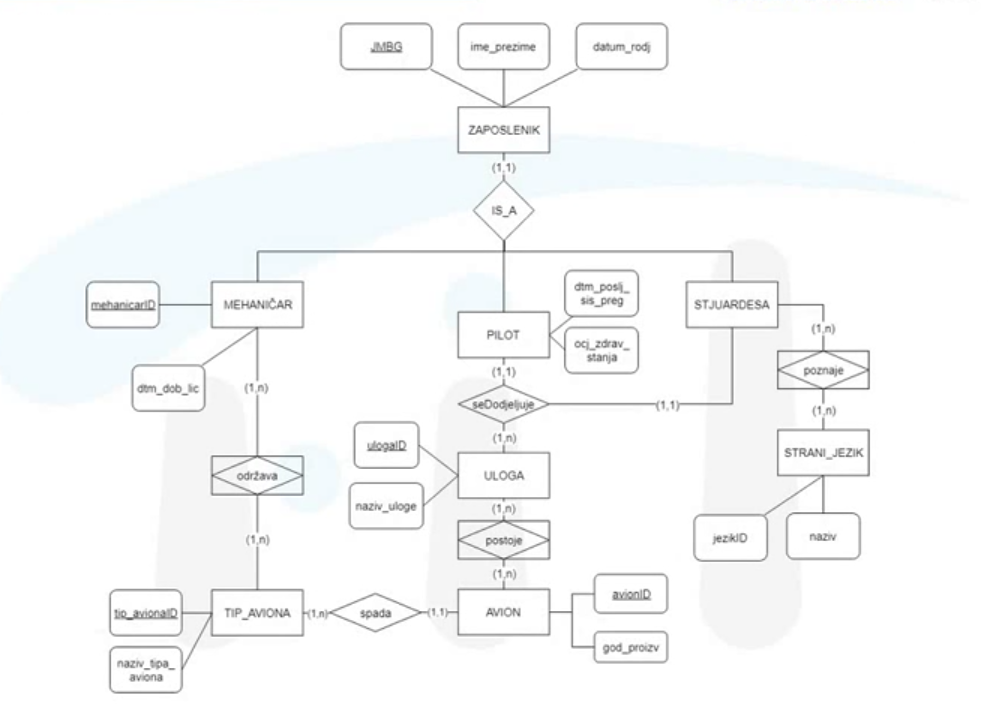 JMBG
ime_prezime
datum_rodj
ZAPOSLENIK
(1,1)
IS_A
mehanicarID
MEHANIČAR
dtm_poslj_
sis_preg
STJUARDESA
PILOT
ocj_zdrav_
stanja
(1,n)
dtm_dob_lic
(1,n)
(1,1)
poznaje
seDodjeljuje
(1,1)
(1,n)
ulogaID
(1,n)
STRANI_JEZIK
održava
ULOGA
naziv_uloge
(1,n)
jezikID
naziv
(1,n)
postoje
(1,n)
tip_avionaID
TIP_AVIONA
(1,n)
spada
(1,1)
AVION
avionID
god_proizv
naziv_tipa_
aviona